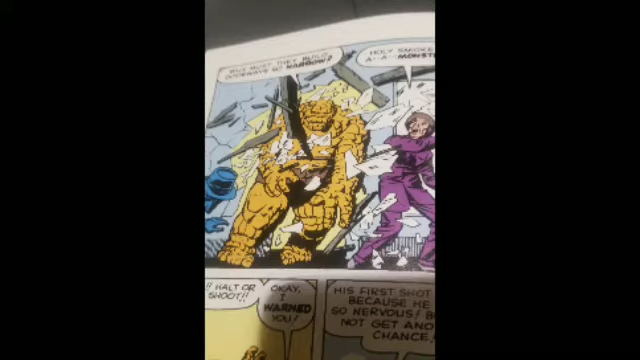 WHY MUST THEY BUILD
DOORWAYS SO NARROW?
HOLY SMOKE
A--A--MONST
!! HALT OR
SHOOT!!
OKAY,
I
WARNED
YOU!
HIS FIRST SHOT
BECAUSE HE
SO NERVOUS! B
NOT GET ANO
CHANCE,